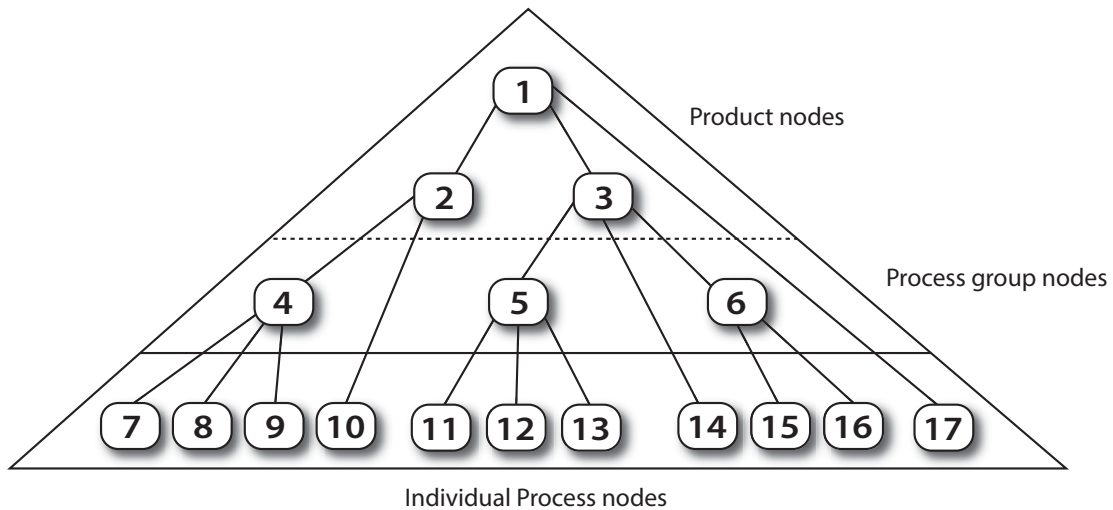 1
Product nodes
2 3
Process group nodes
4 5 6
7 8 9 10 11 12 13 14 15 16 17
Individual Process nodes